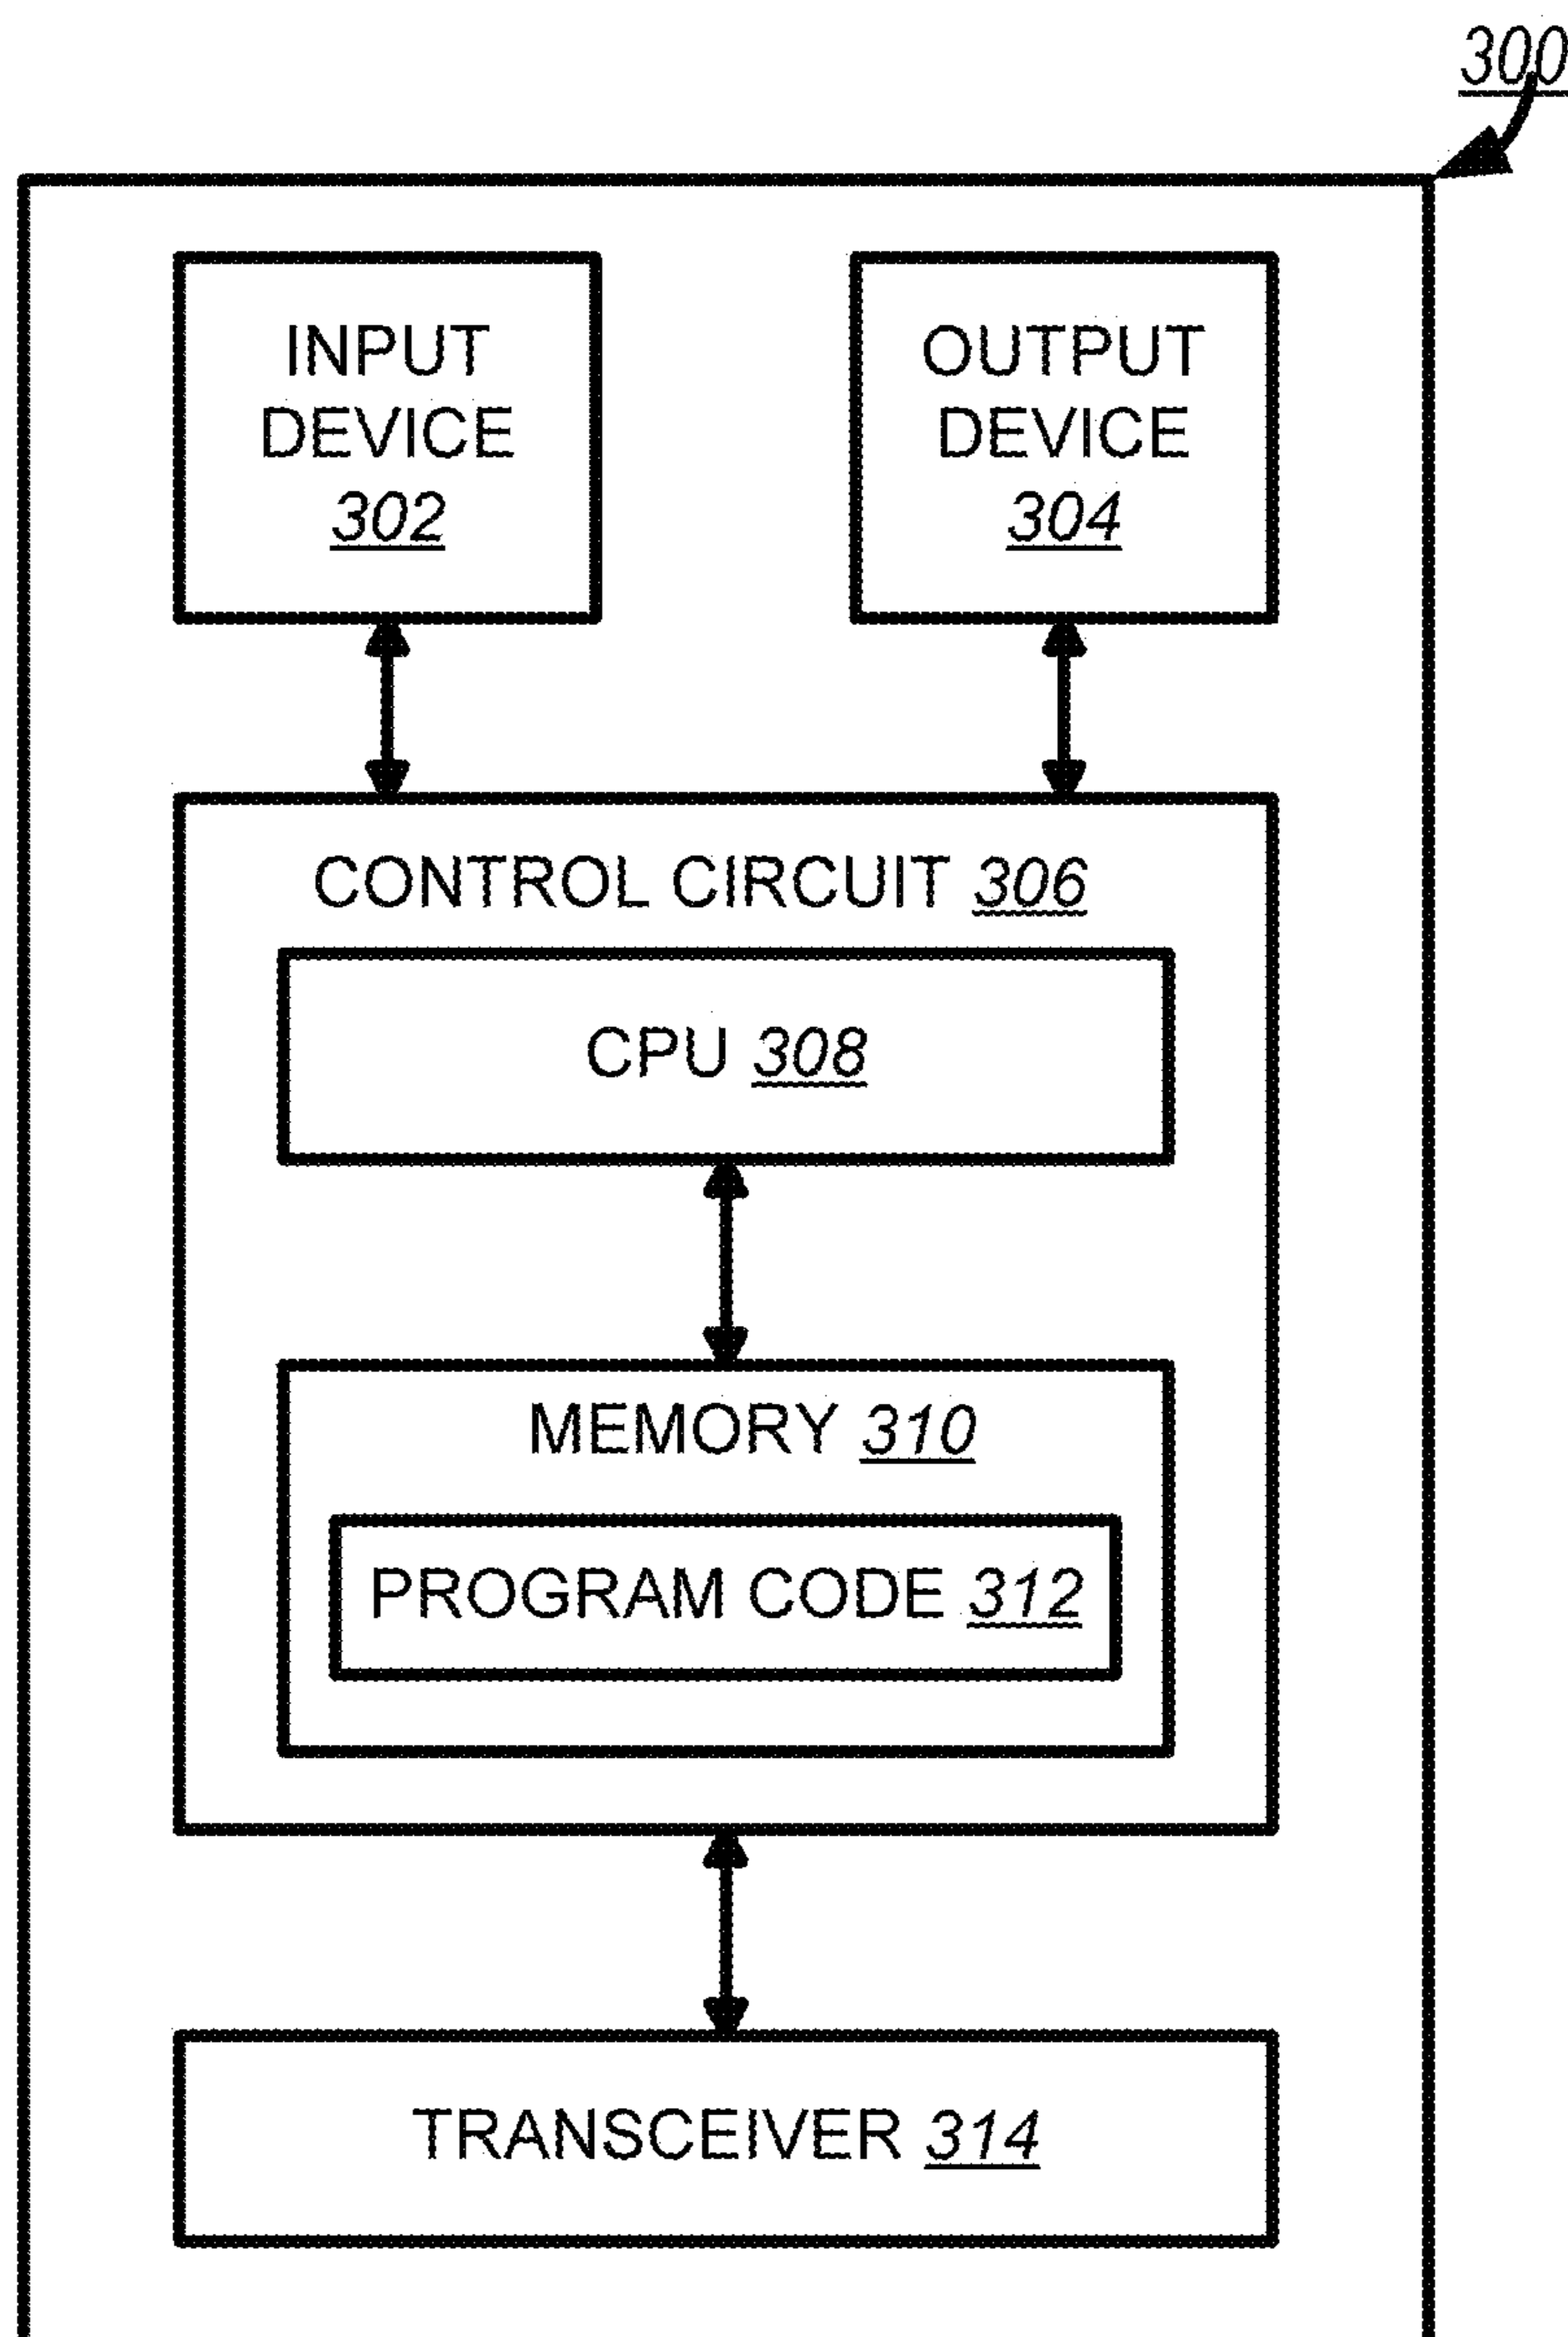 300
INPUT
DEVICE
302
OUTPUT
DEVICE
304
CONTROL CIRCUIT 306
CPU 308
MEMORY 310
PROGRAM CODE 312
TRANSCEIVER 314